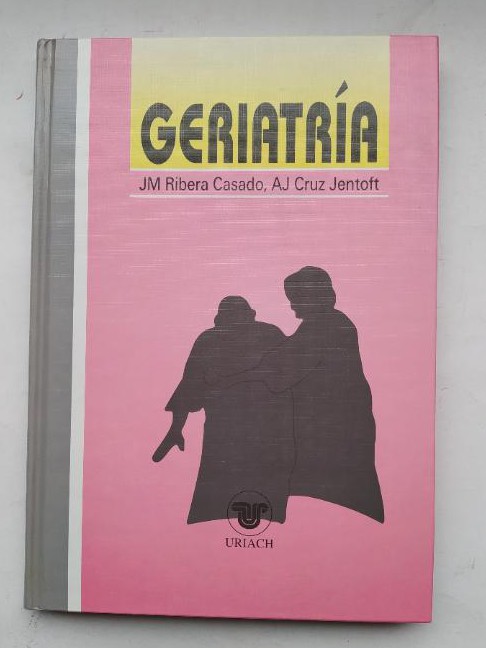 GERIATRÍA
JM Ribera Casado, AJ Cruz Jentoft
URIACH